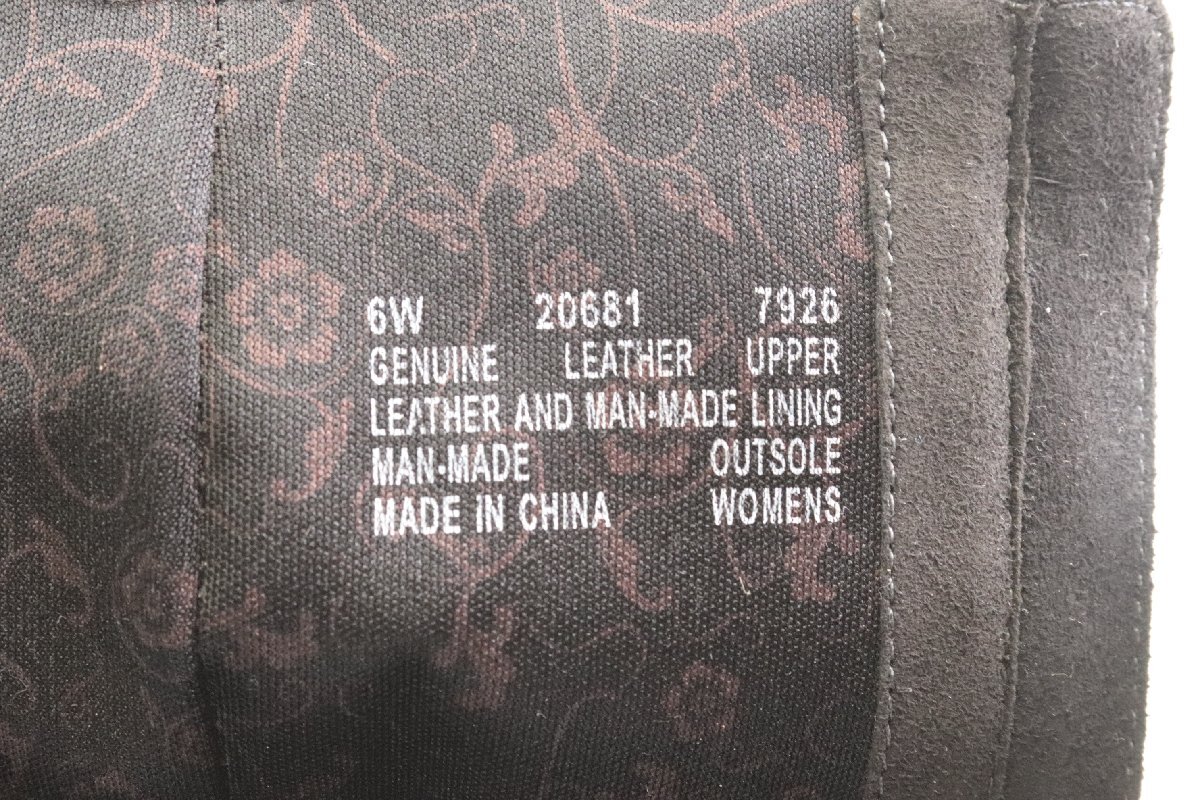 6W 20681 7926
GENUINE LEATHER UPPER
LEATHER AND MAN-MADE LINING
MAN-MADE OUTSOLE
MADE IN CHINA WOMENS